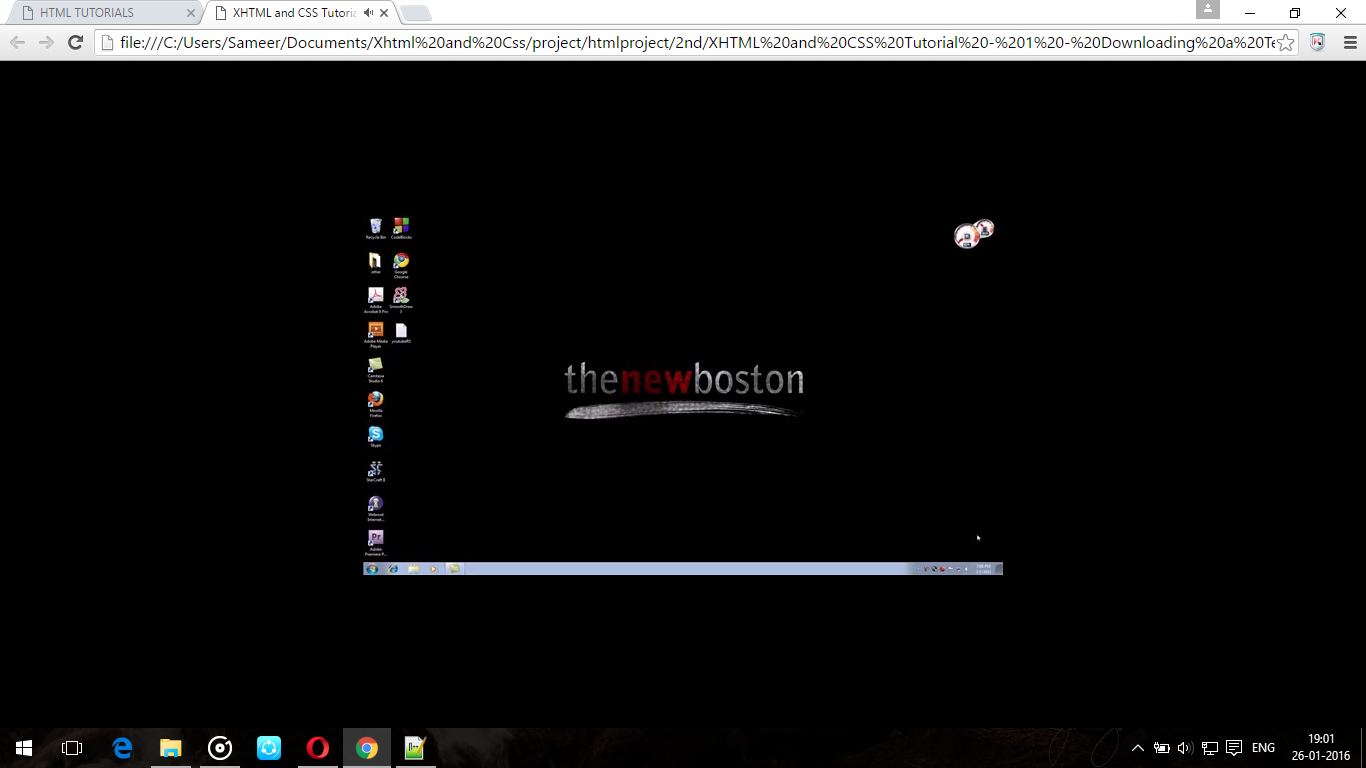 HTML TUTORIALS
XHTML and CSS Tutoria
file:///C:/Users/Sameer/Documents/Xhtml%20and%20Css/project/htmlproject/2nd/XHTML%20and%20CSS%20Tutorial%20-%201%20-%20Downloading%20a%20Te
Recycle Bin
CodeBlocks
other
Google
Chrome
Adobe
Acrobat 9 Pro
SmoothDraw
Adobe Media
Player
Camtasia
Studio 6
Mozilla
Firefox
Skype
StarCraft II
Webroot
Internet...
Pr
Adobe
Premiere P...
thenewboston
ENG
19:01
26-01-2016